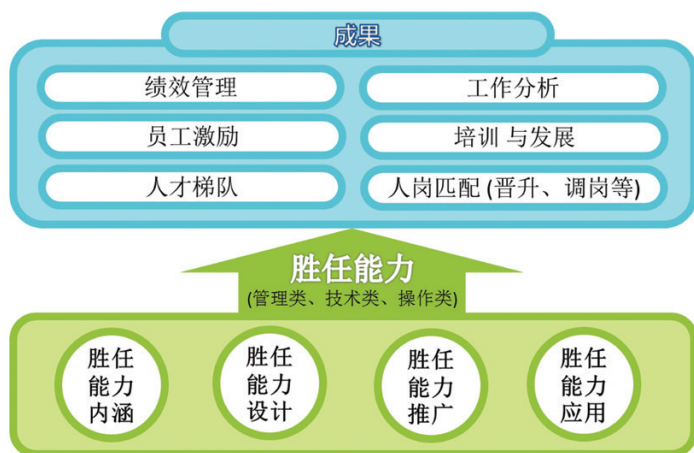 成果
绩效管理
工作分析
员工激励
培训 与发展
人才梯队
人岗匹配 (晋升、调岗等)
胜任能力
(管理类、技术类、操作类)
胜任
能力
内涵
胜任
能力
设计
胜任
能力
推广
胜任
能力
应用